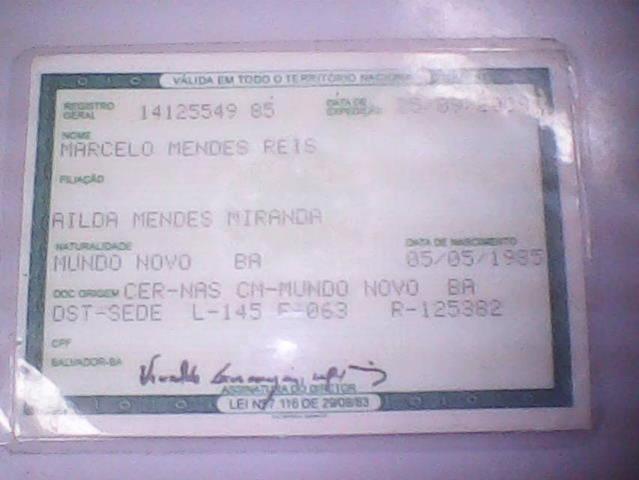 VÁLIDA EM TODO O TERRITÓRIO NACIONAL
REGISTRO GERAL 14125549 85 DATA DE EXPEDIÇÃO
NOME
MARCELO MENDES REIS
FILIAÇÃO
AILDA MENDES MIRANDA
NATURALIDADE DATA DE NASCIMENTO
MUNDO NOVO BA 05/05/1985
DOC ORIGEM CER-NAS CM-MUNDO NOVO BA
DST-SEDE L-145 F-063 R-125382
CPF
SALVADOR-BA
ASSINATURA DO DIRETOR
LEI Nº 7 116 DE 29/08/83